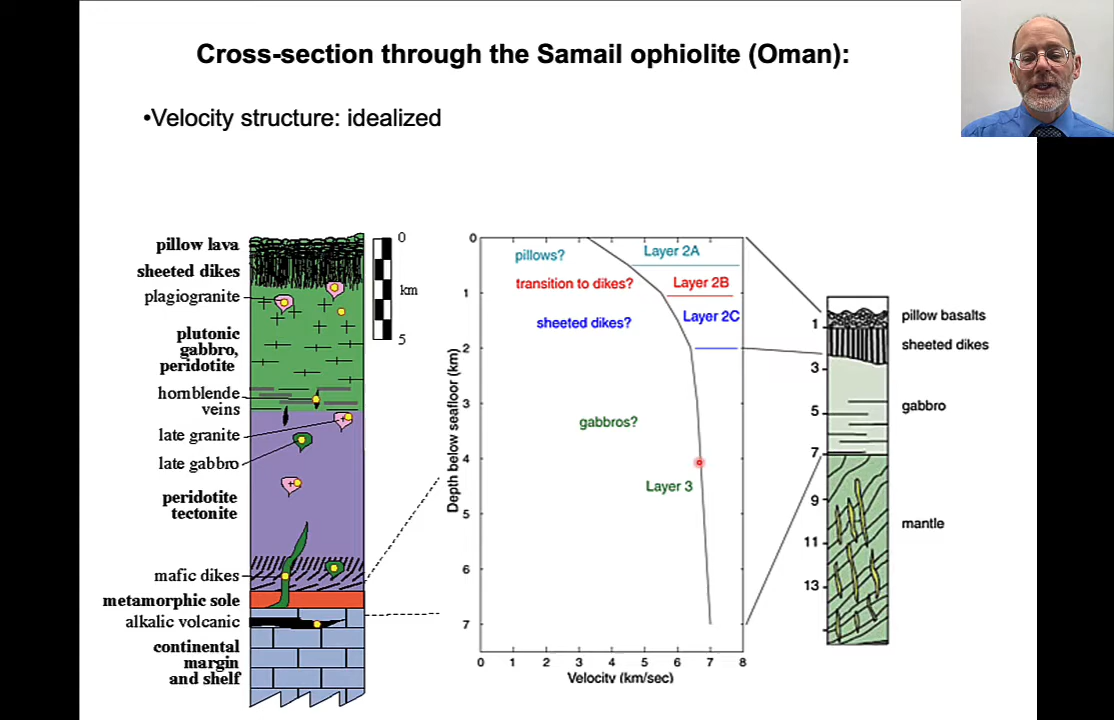 Cross-section through the Samail ophiolite (Oman):
•Velocity structure: idealized
pillow lava
sheeted dikes
plagiogranite
plutonic
gabbro,
peridotite
hornblende
veins
late granite
late gabbro
peridotite
tectonite
mafic dikes
metamorphic sole
alkalic volcanic
continental
margin
and shelf
0
km
5
Depth below seafloor (km)
0
1
2
3
4
5
6
7
pillows?
Layer 2A
transition to dikes?
Layer 2B
sheeted dikes?
Layer 2C
gabbros?
Layer 3
0 1 2 3 4 5 6 7 8
Velocity (km/sec)
1
3
5
7
9
11
13
pillow basalts
sheeted dikes
gabbro
mantle